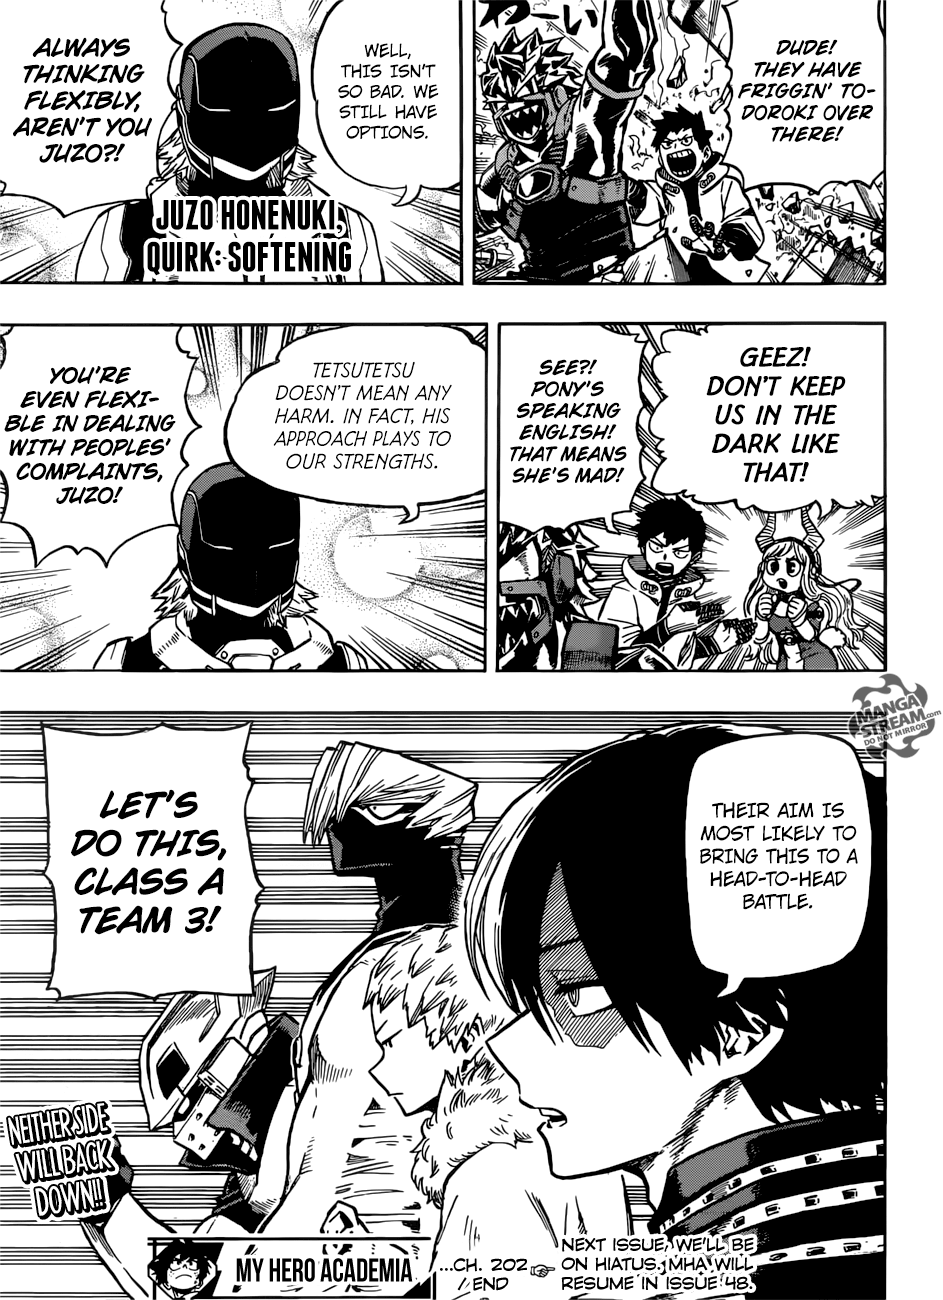 DUDE!
THEY HAVE
FRIGGIN' TO-
DOROKI OVER
THERE!
WELL,
THIS ISN'T
SO BAD. WE
STILL HAVE
OPTIONS.
ALWAYS
THINKING
FLEXIBLY,
AREN'T YOU
JUZO?!
JUZO HONENUKI,
QUIRK: SOFTENING
GEEZ!
DON'T KEEP
US IN THE
DARK LIKE
THAT!
SEE?!
PONY'S
SPEAKING
ENGLISH!
THAT MEANS
SHE'S MAD!
TETSUTETSU
DOESN'T MEAN ANY
HARM. IN FACT, HIS
APPROACH PLAYS TO
OUR STRENGTHS.
YOU'RE
EVEN FLEXI-
BLE IN DEALING
WITH PEOPLES'
COMPLAINTS,
JUZO!
MANGA
STREAM.com
DO NOT MIRROR
THEIR AIM IS
MOST LIKELY TO
BRING THIS TO A
HEAD-TO-HEAD
BATTLE.
LET'S
DO THIS,
CLASS A
TEAM 3!
NEITHER SIDE
WILL BACK
DOWN!!
MY HERO ACADEMIA
...CH. 202
END
NEXT ISSUE, WE'LL BE
ON HIATUS. MHA WILL
RESUME IN ISSUE 48.